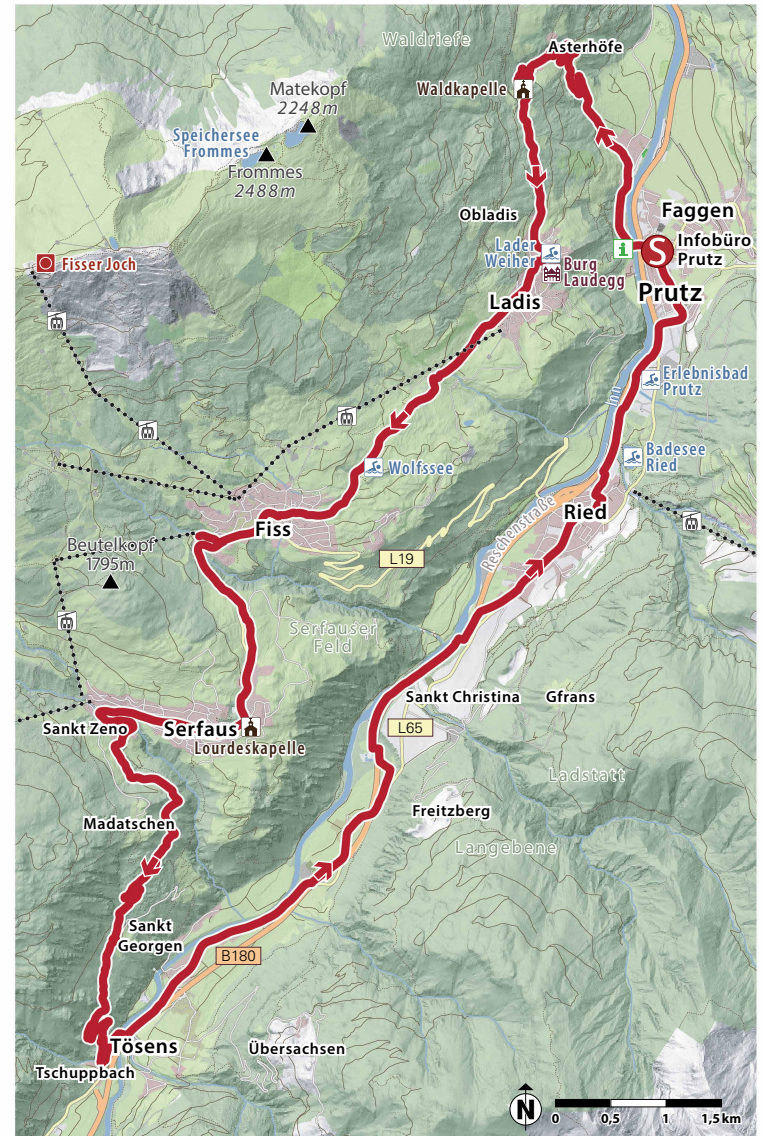 Waldriefe
Asterhöfe
Waldkapelle
Matekopf
2248m
Speichersee
Frommes
Frommes
2488m
Obladis
Faggen
i
S
Infobüro
Prutz
Lader
Weiher
Burg
Laudegg
Fisser Joch
Prutz
Ladis
Erlebnisbad
Prutz
Inn
Badesee
Ried
Wolfssee
Ried
Fiss
Reschenstraße
Beutelkopf
1795m
L19
Serfauser
Feld
Sankt Christina
Gfrans
Sankt Zeno
Serfaus
Lourdeskapelle
L65
Ladstatt
Madatschen
Freitzberg
Langebene
Sankt
Georgen
B180
Tösens
Übersachsen
Tschuppbach
N
0 0,5 1 1,5km